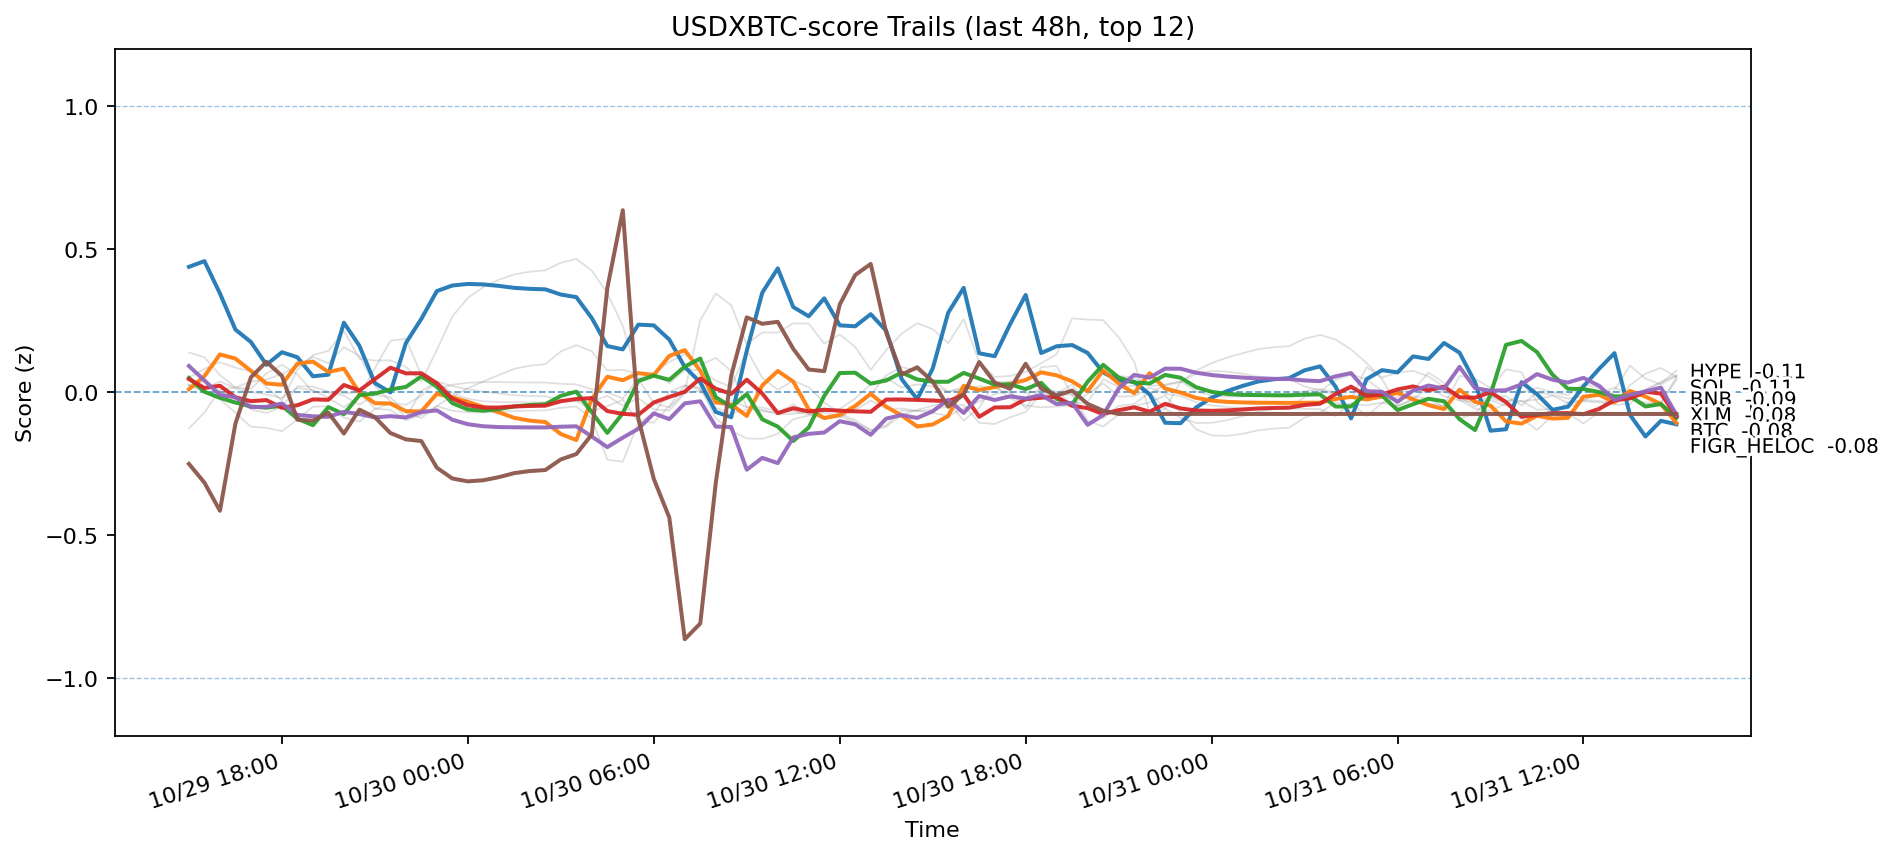 USDXBTC-score Trails (last 48h, top 12)
Score (z)
1.0
0.5
0.0
−0.5
−1.0
HYPE -0.11
SOL -0.11
BNB -0.09
XLM -0.08
BTC -0.08
FIGR_HELOC -0.08
10/29 18:00
10/30 00:00
10/30 06:00
10/30 12:00
10/30 18:00
10/31 00:00
10/31 06:00
10/31 12:00
Time